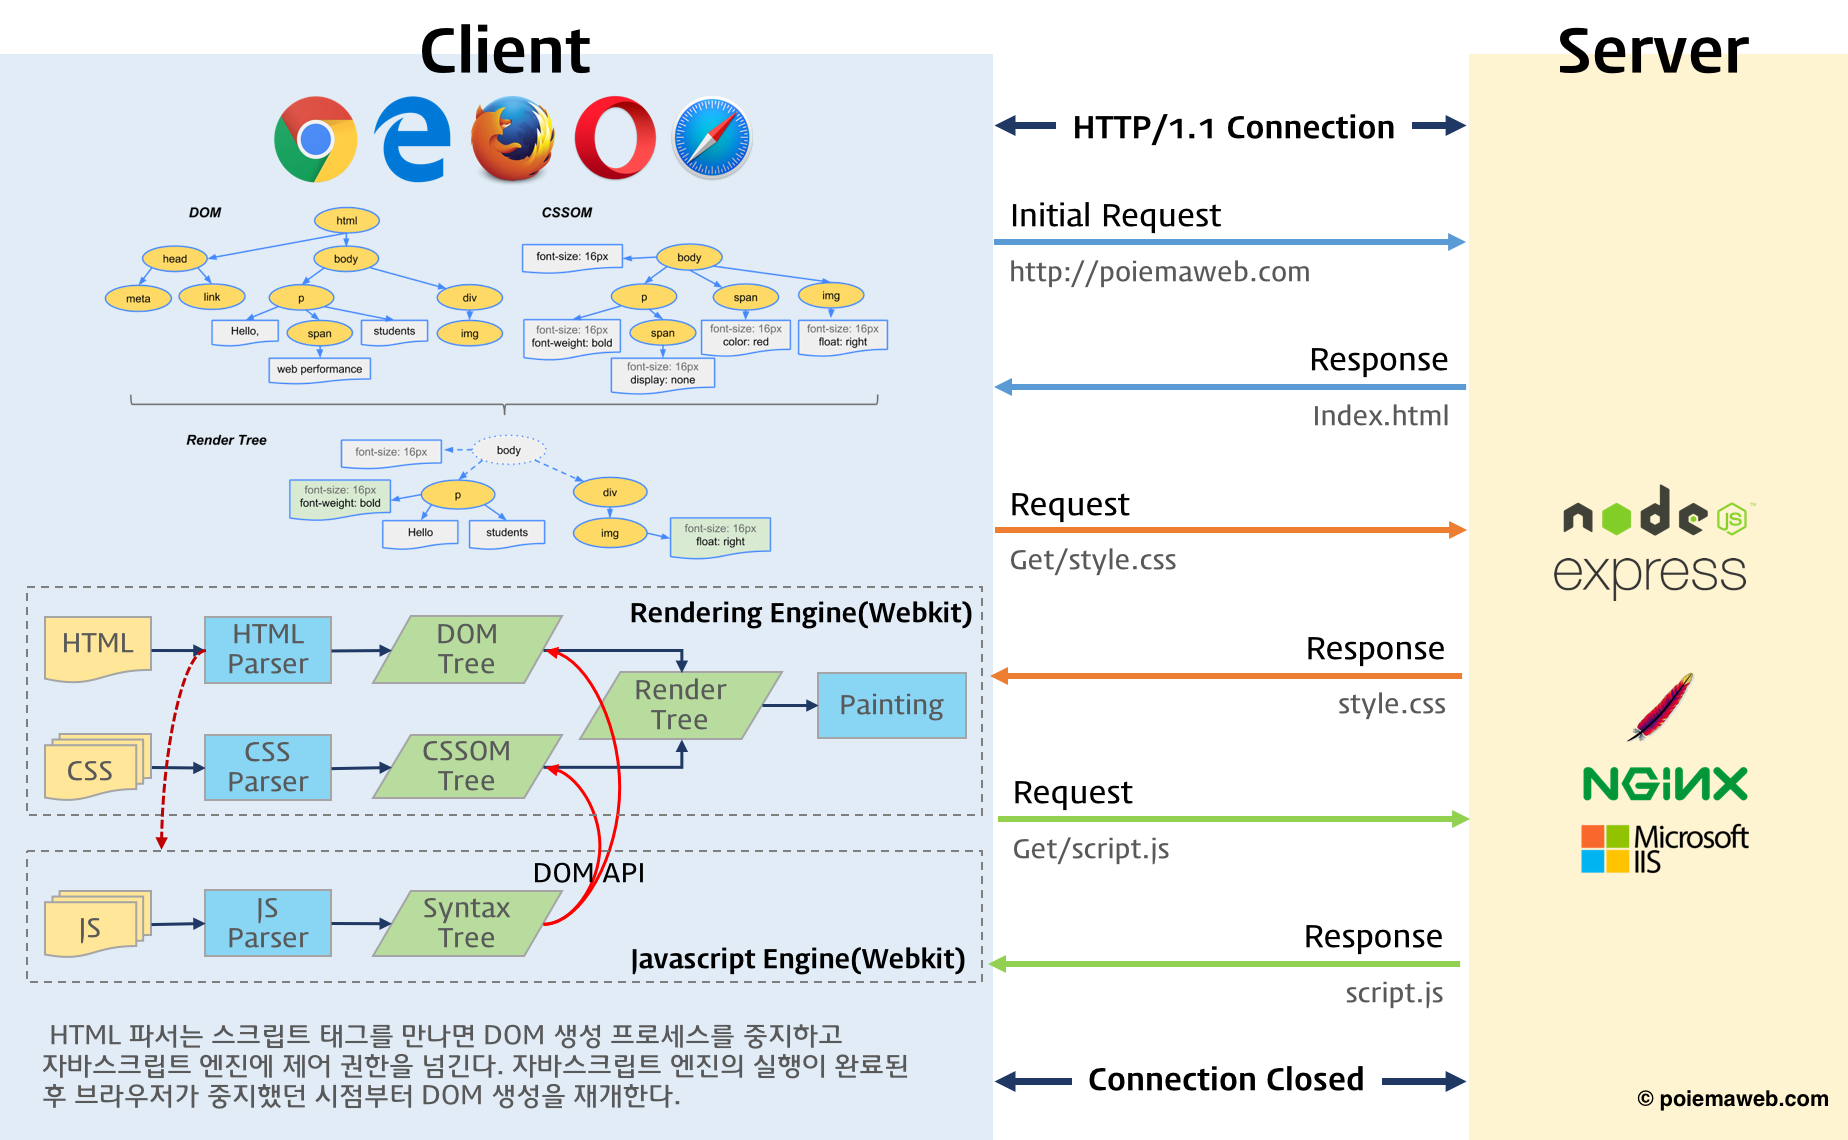 Client
Server
HTTP/1.1 Connection
DOM
html
head
body
meta
link
p
div
Hello,
span
students
img
web performance
CSSOM
font-size: 16px
body
p
span
img
font-size: 16px
font-weight: bold
span
font-size: 16px
color: red
font-size: 16px
float: right
font-size: 16px
display: none
Render Tree
font-size: 16px
body
font-size: 16px
font-weight: bold
p
div
Hello
students
img
font-size: 16px
float: right
Rendering Engine(Webkit)
HTML
HTML
Parser
DOM
Tree
Render
Tree
Painting
CSS
CSS
Parser
CSSOM
Tree
DOM API
JS
JS
Parser
Syntax
Tree
Javascript Engine(Webkit)
HTML 파서는 스크립트 태그를 만나면 DOM 생성 프로세스를 중지하고
자바스크립트 엔진에 제어 권한을 넘긴다. 자바스크립트 엔진의 실행이 완료된
후 브라우저가 중지했던 시점부터 DOM 생성을 재개한다.
Initial Request
http://poiemaweb.com
Response
Index.html
Request
Get/style.css
Response
style.css
Request
Get/script.js
Response
script.js
Connection Closed
node JS ™
express
NGiNX
Microsoft
IIS
© poiemaweb.com